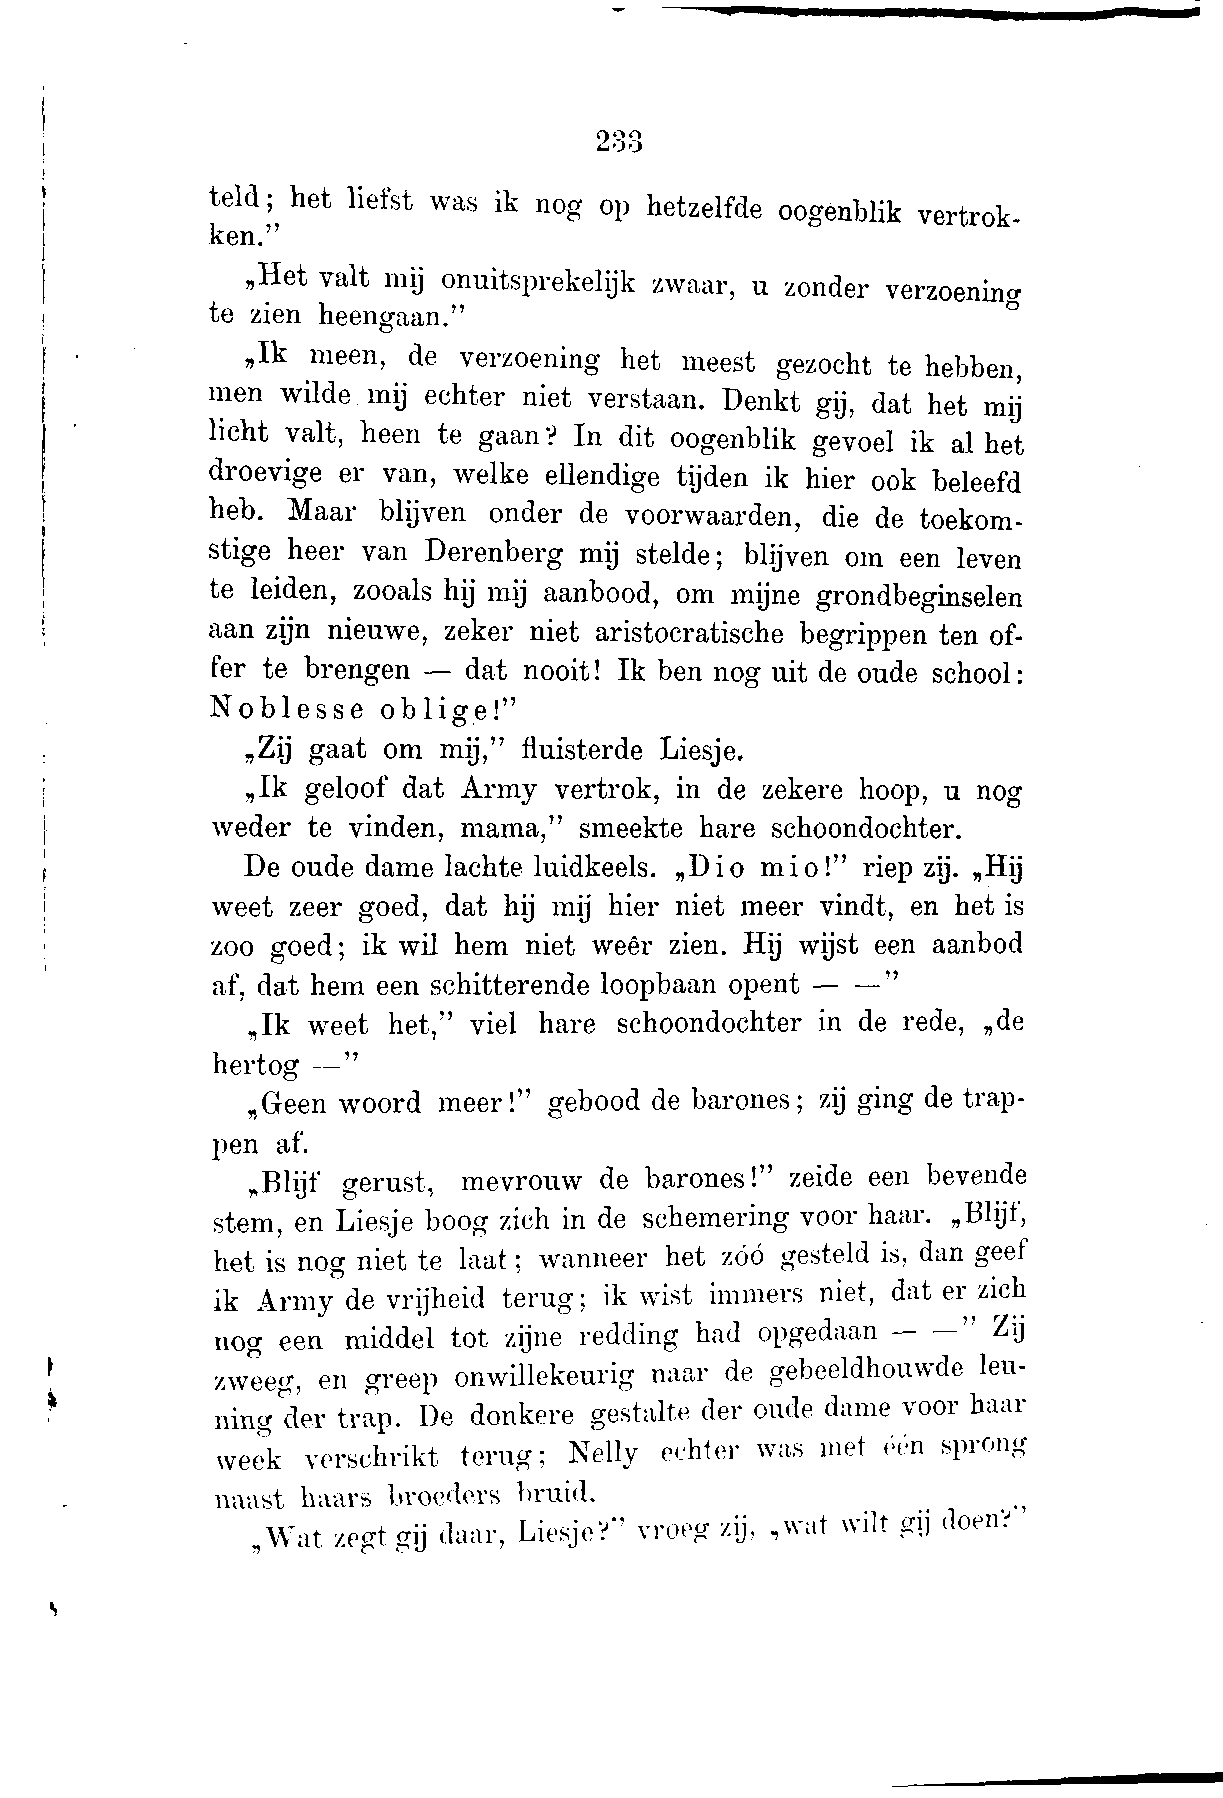 233
teld; het liefst was ik nog op hetzelfde oogenblik vertrok-
ken.”
„Het valt mij onuitsprekelijk zwaar, u zonder verzoening
te zien heengaan.”
„Ik meen, de verzoening het meest gezocht te hebben,
men wilde mij echter niet verstaan. Denkt gij, dat het mij
licht valt, heen te gaan? In dit oogenblik gevoel ik al het
droevige er van, welke ellendige tijden ik hier ook beleefd
heb. Maar blijven onder de voorwaarden, die de toekom-
stige heer van Derenberg mij stelde; blijven om een leven
te leiden, zooals hij mij aanbood, om mijne grondbeginselen
aan zijn nieuwe, zeker niet aristocratische begrippen ten of-
fer te brengen — dat nooit! Ik ben nog uit de oude school:
Noblesse oblige!”
„Zij gaat om mij,” fluisterde Liesje.
„Ik geloof dat Army vertrok, in de zekere hoop, u nog
weder te vinden, mama,” smeekte hare schoondochter.
De oude dame lachte luidkeels. „Dio mio!” riep zij. „Hij
weet zeer goed, dat hij mij hier niet meer vindt, en het is
zoo goed; ik wil hem niet weêr zien. Hij wijst een aanbod
af, dat hem een schitterende loopbaan opent — —”
„Ik weet het,” viel hare schoondochter in de rede, „de
hertog —”
„Geen woord meer!” gebood de barones; zij ging de trap-
pen af.
„Blijf gerust, mevrouw de barones!” zeide een bevende
stem, en Liesje boog zich in de schemering voor haar. „Blijf,
het is nog niet te laat; wanneer het zóó gesteld is, dan geef
ik Army de vrijheid terug; ik wist immers niet, dat er zich
nog een middel tot zijne redding had opgedaan — —” Zij
zweeg, en greep onwillekeurig naar de gebeeldhouwde leu-
ning der trap. De donkere gestalte der oude dame voor haar
week verschrikt terug; Nelly echter was met één sprong
naast haars broeders bruid.
„Wat zegt gij daar, Liesje?” vroeg zij, „wat wilt gij doen?”